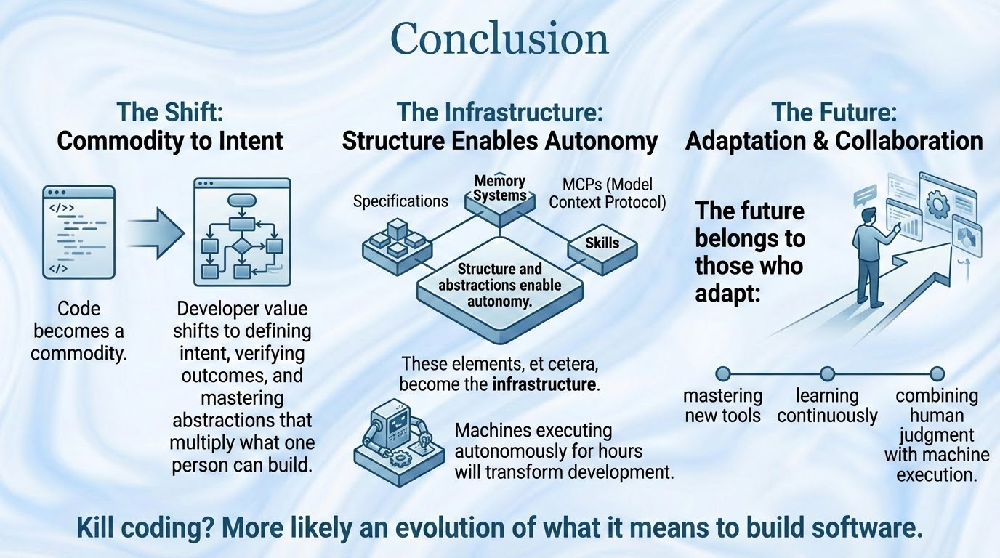 Conclusion
The Shift:
Commodity to Intent
</>>
</>
Code
becomes a
commodity.
Developer value
shifts to defining
intent, verifying
outcomes, and
mastering
abstractions that
multiply what one
person can build.
The Infrastructure:
Structure Enables Autonomy
Specifications
Memory
Systems
MCPs (Model
Context Protocol)
Skills
Structure and
abstractions enable
autonomy.
These elements, et cetera,
become the infrastructure.
Machines executing
autonomously for hours
will transform development.
The Future:
Adaptation & Collaboration
The future
belongs to
those who
adapt:
mastering
new tools
learning
continuously
combining
human
judgment
with machine
execution.
Kill coding? More likely an evolution of what it means to build software.